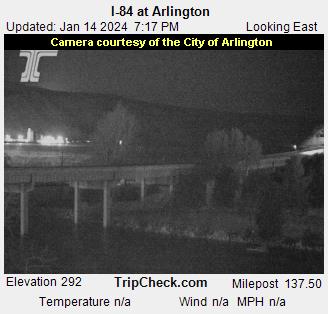 I-84 at Arlington
Updated: Jan 14 2024 7:17 PM Looking East
Camera courtesy of the City of Arlington
Elevation 292 TripCheck.com Milepost 137.50
Temperature n/a Wind n/a MPH n/a